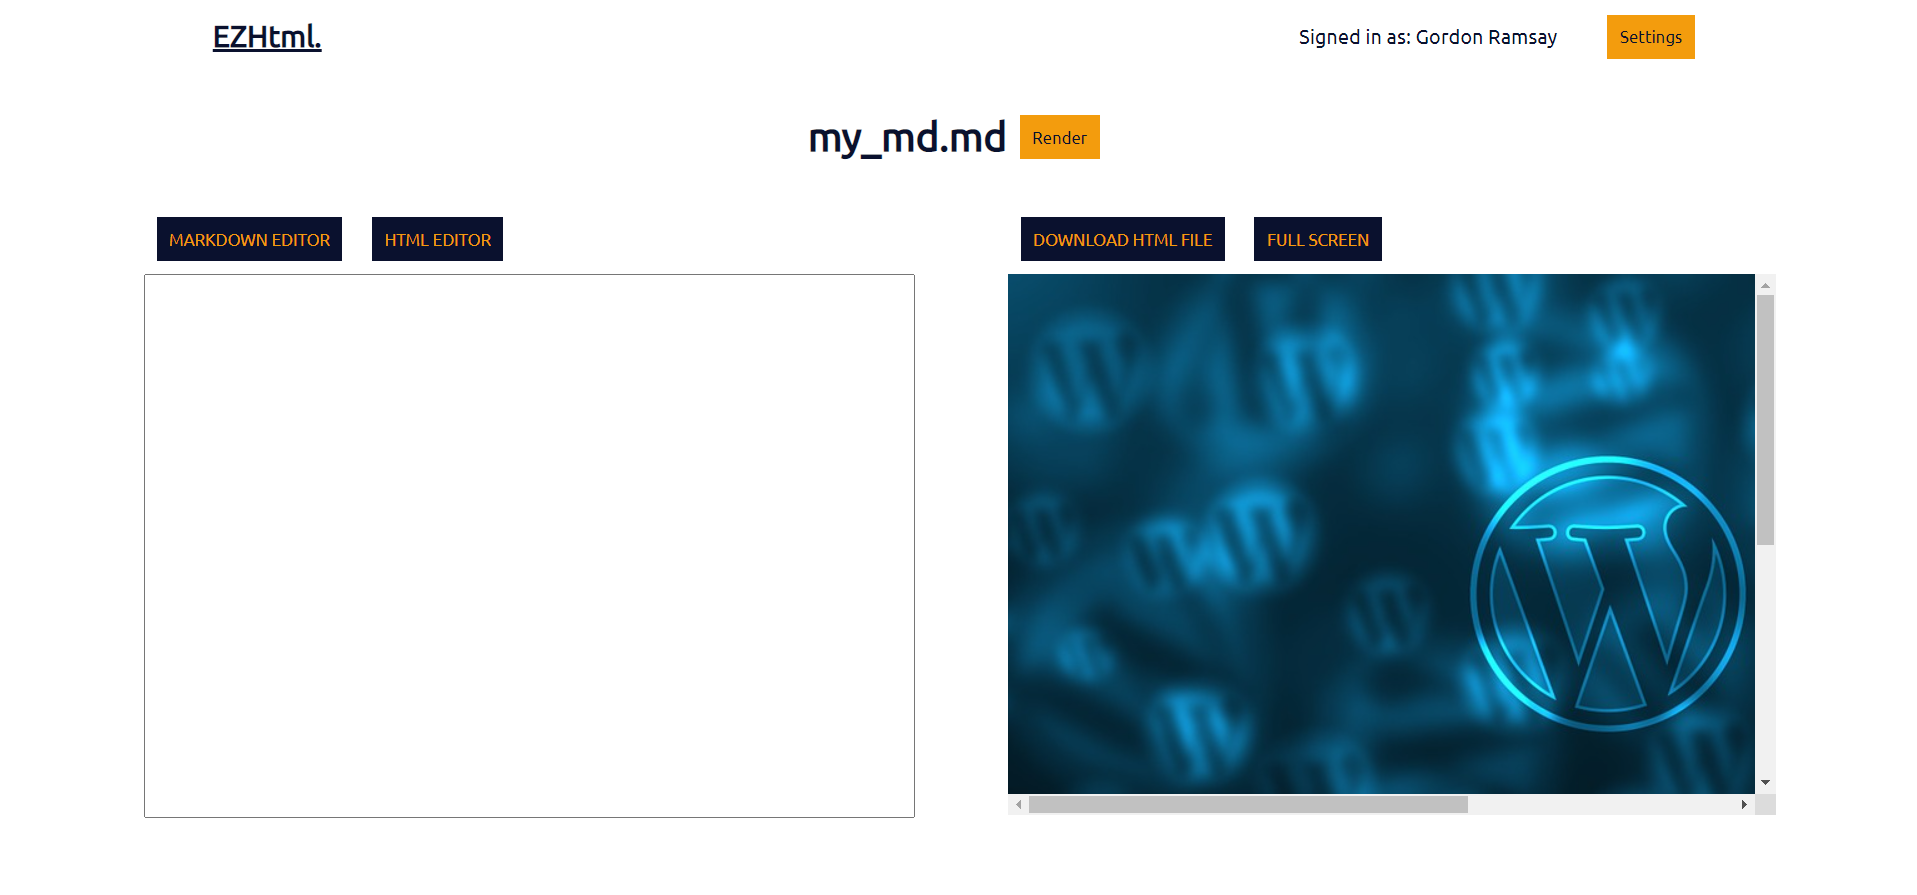 EZHtml.
Signed in as: Gordon Ramsay
Settings
my_md.md
Render
MARKDOWN EDITOR
HTML EDITOR
DOWNLOAD HTML FILE
FULL SCREEN